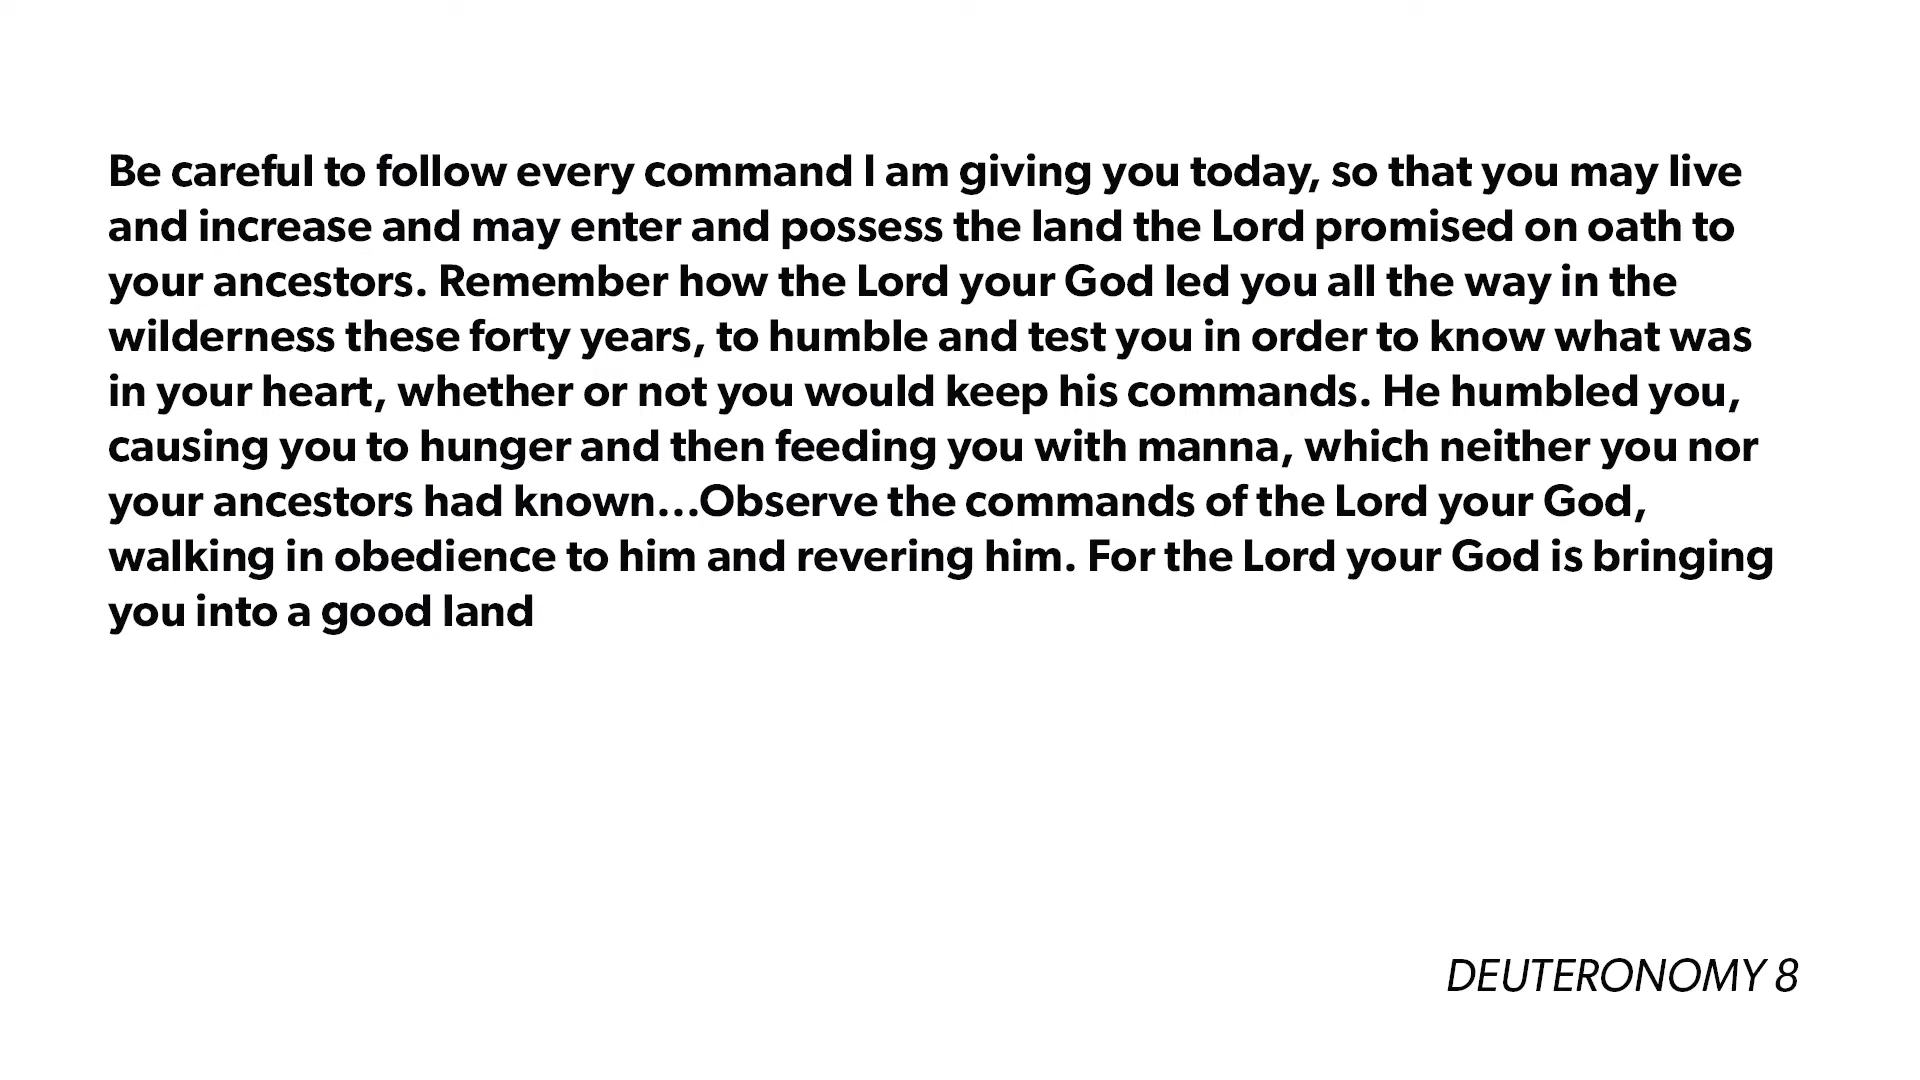 Be careful to follow every command I am giving you today, so that you may live
and increase and may enter and possess the land the Lord promised on oath to
your ancestors. Remember how the Lord your God led you all the way in the
wilderness these forty years, to humble and test you in order to know what was
in your heart, whether or not you would keep his commands. He humbled you,
causing you to hunger and then feeding you with manna, which neither you nor
your ancestors had known...Observe the commands of the Lord your God,
walking in obedience to him and revering him. For the Lord your God is bringing
you into a good land
DEUTERONOMY 8